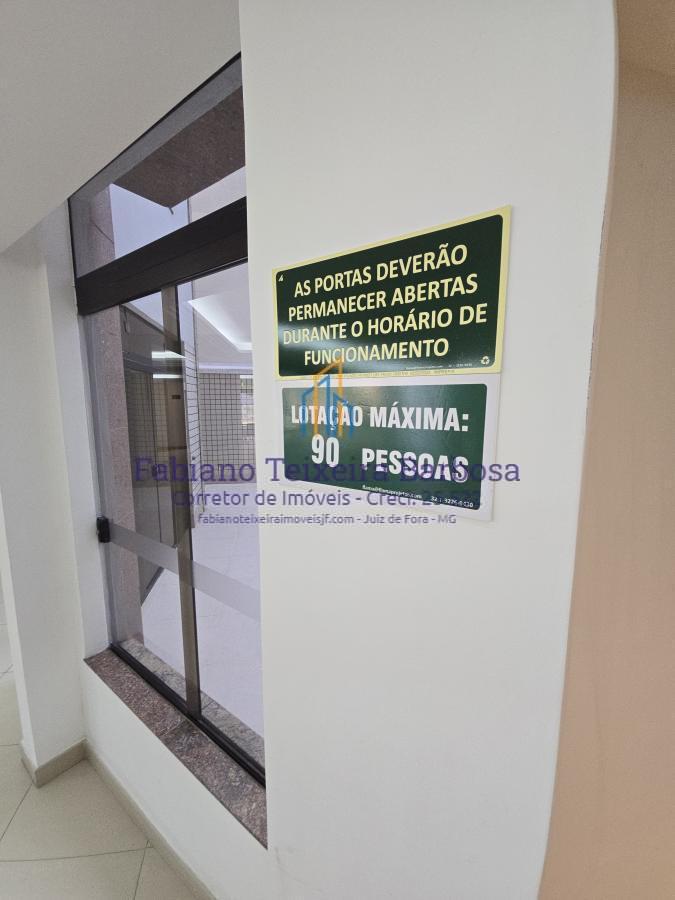 AS PORTAS DEVERÃO
PERMANECER ABERTAS
DURANTE O HORÁRIO DE
FUNCIONAMENTO
LOTAÇÃO MÁXIMA:
90 PESSOAS
Fabiano Teixeira Barbosa
Corretor de Imóveis - Creci:
fabianoteixeiraimoveisjf.com - Juiz de Fora - MG